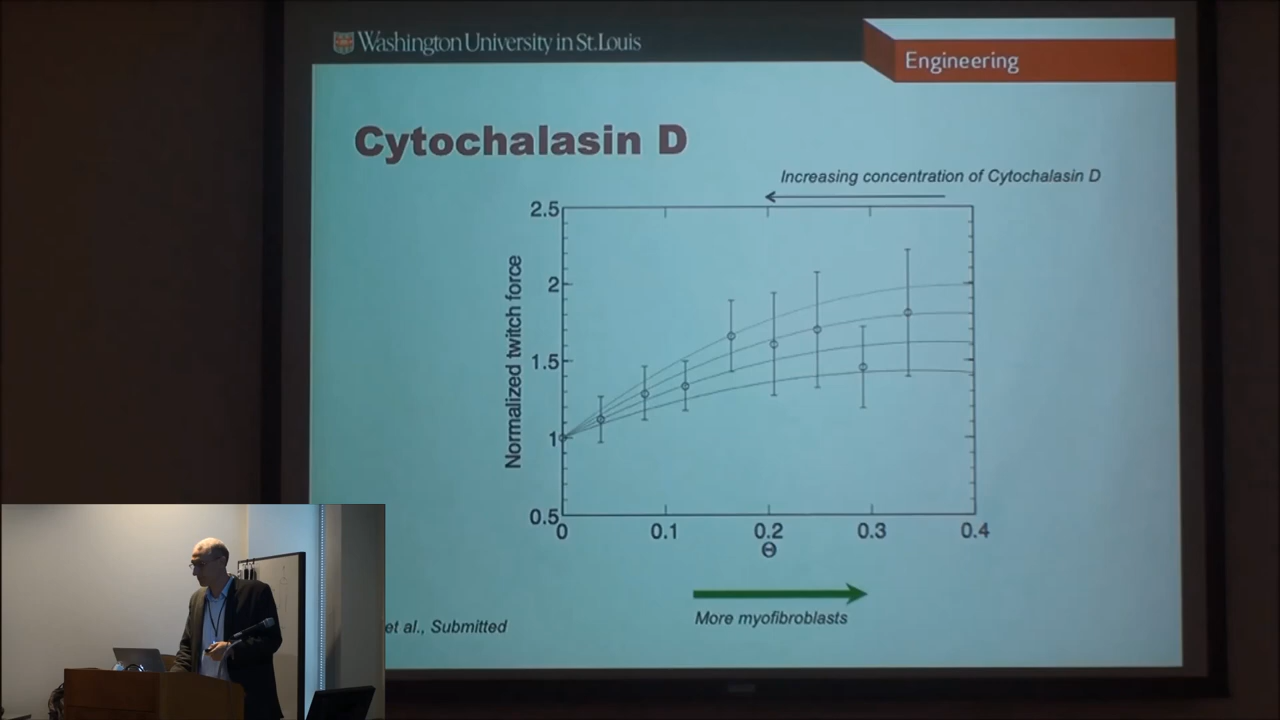 Washington University in St. Louis
Engineering
Cytochalasin D
Increasing concentration of Cytochalasin D
2.5
2
1.5
1
0.5
Normalized twitch force
0 0.1 0.2 0.3 0.4
Θ
More myofibroblasts
et al., Submitted